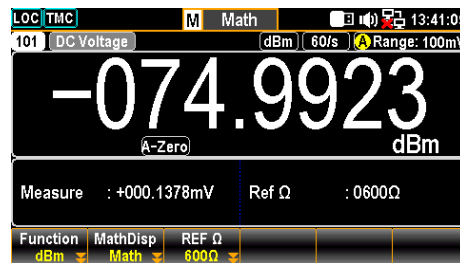 LOC TMC M Math 13:41:0
101 DC Voltage dBm 60/s A Range: 100m
-074.9923
A-Zero dBm
Measure : +000.1378mV Ref Ω : 0600Ω
Function MathDisp REF Ω
dBm Math 600Ω